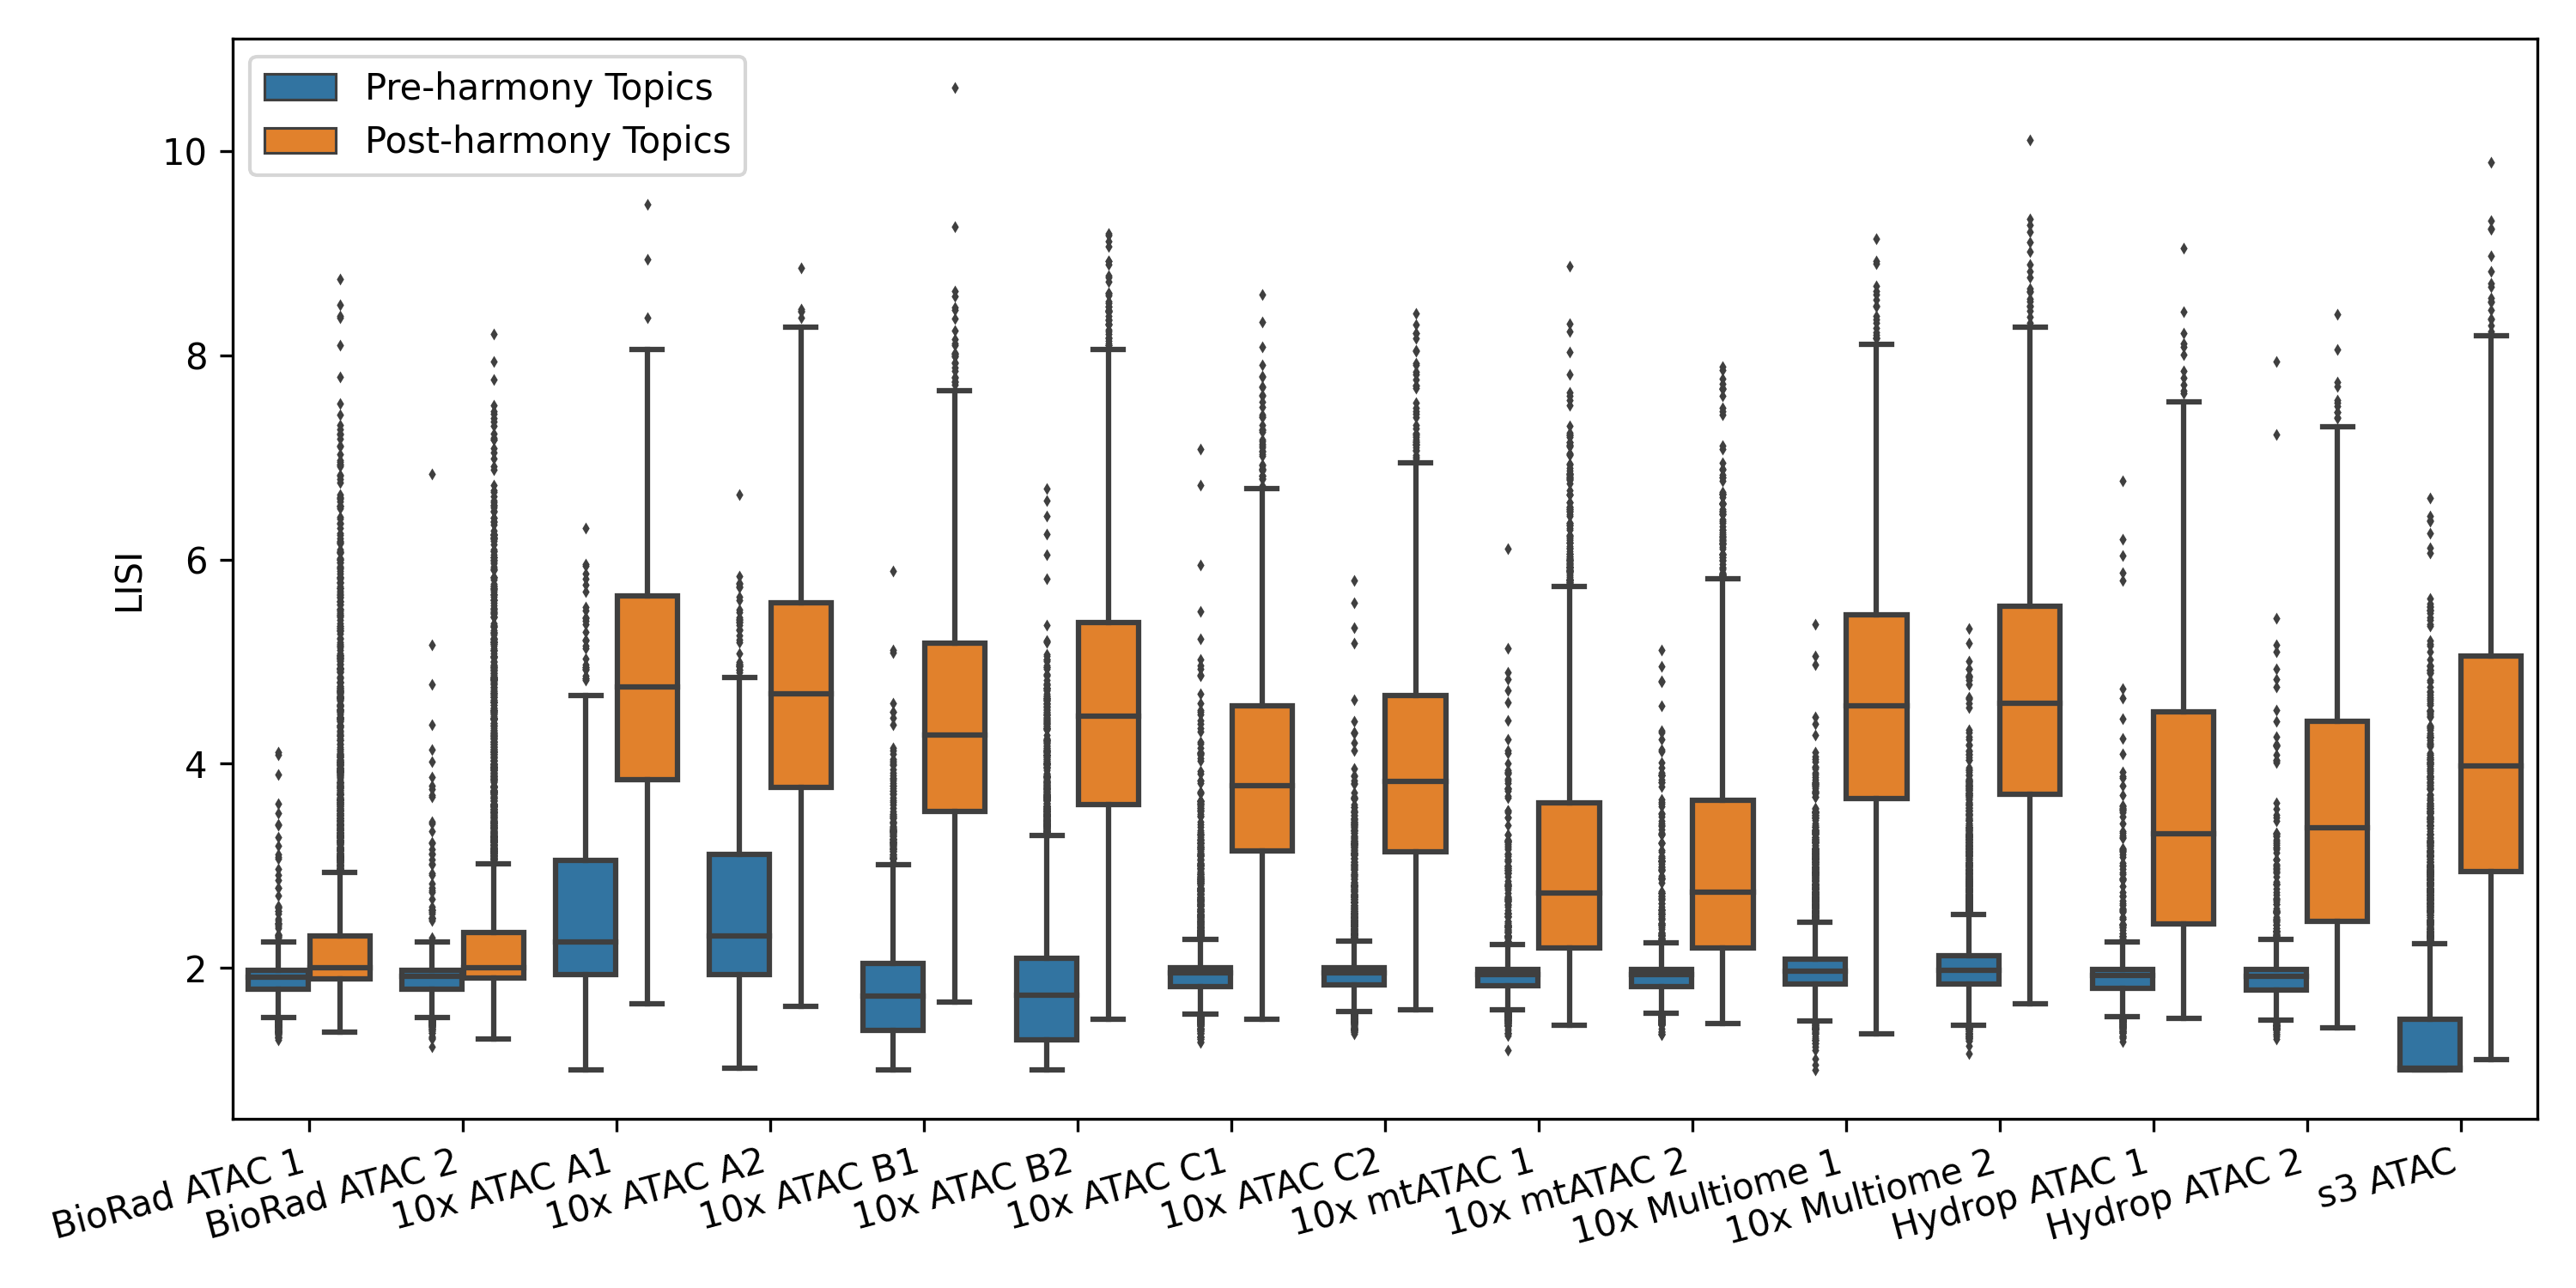 Pre-harmony Topics
Post-harmony Topics
10
8
6
4
2
LISI
BioRad ATAC 1
BioRad ATAC 2
10x ATAC A1
10x ATAC A2
10x ATAC B1
10x ATAC B2
10x ATAC C1
10x ATAC C2
10x mtATAC 1
10x mtATAC 2
10x Multiome 1
10x Multiome 2
Hydrop ATAC 1
Hydrop ATAC 2
s3 ATAC